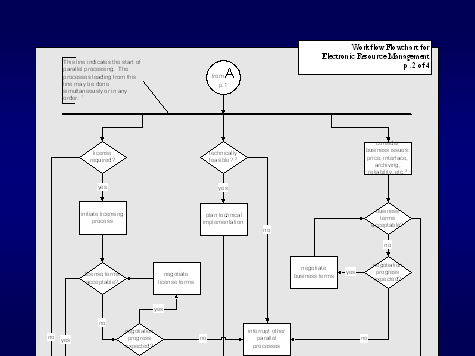 Workflow Flowchart for
Electronic Resource Management
p. 2 of 4
This line indicates the start of
parallel processing. The
processes leading from this
line may be done
simultaneously or in any
order.
from A
p.1
license
required?
technically
feasible?
business issues:
price, interface,
archiving,
reliability, etc.
yes
yes
initiate licensing
process
plan technical
implementation
business
terms
acceptable?
no
no
license terms
acceptable?
negotiate
license terms
negotiate
business terms
yes
negotiation
progress
expected?
yes
no
negotiation
progress
expected?
no
yes
no
interrupt other
parallel
processes
no